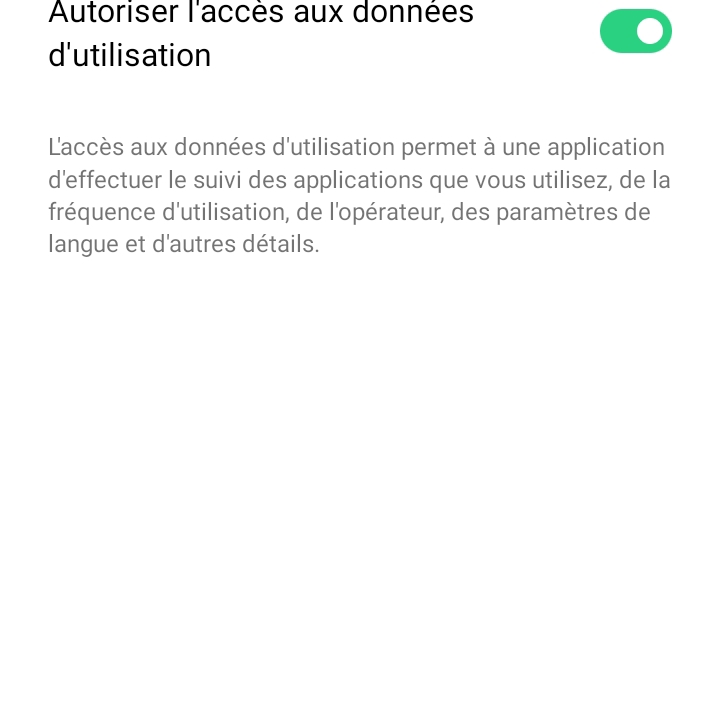 Autoriser l'accès aux données
d'utilisation
L'accès aux données d'utilisation permet à une application
d'effectuer le suivi des applications que vous utilisez, de la
fréquence d'utilisation, de l'opérateur, des paramètres de
langue et d'autres détails.